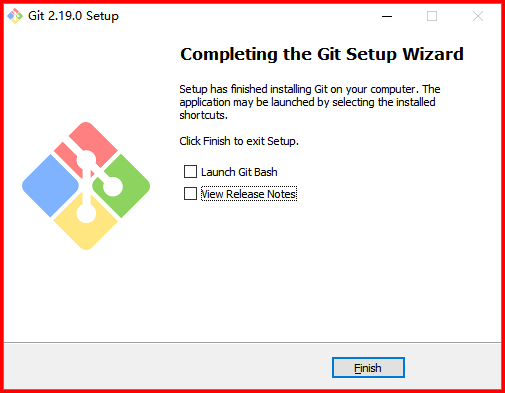 Git 2.19.0 Setup
Completing the Git Setup Wizard
Setup has finished installing Git on your computer. The
application may be launched by selecting the installed
shortcuts.
Click Finish to exit Setup.
Launch Git Bash
View Release Notes
Finish